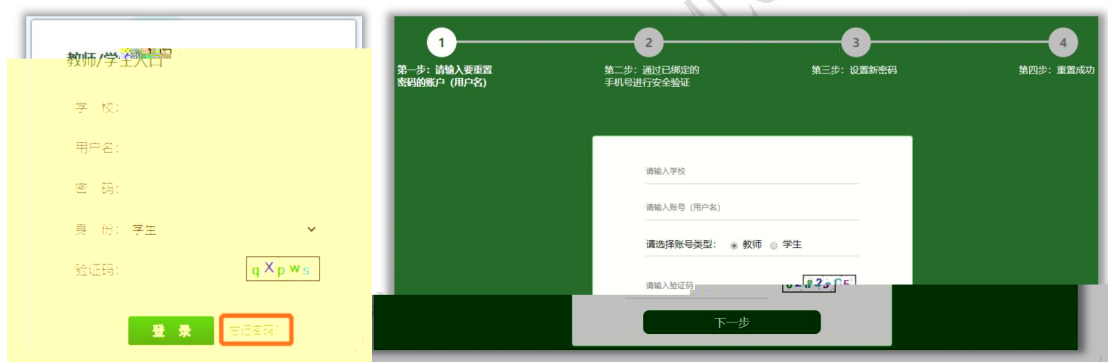 教师/学生入口
学 校:
用户名:
密 码:
身 份: 学生
验证码:
q X p w s
登 录
忘记密码?
1
2
3
4
第一步：请输入要重置
密码的账户（用户名）
第二步：通过已绑定的
手机号进行安全验证
第三步：设置新密码
第四步：重置成功
请输入学校
请输入账号（用户名）
请选择账号类型： 教师 学生
请输入验证码
下一步